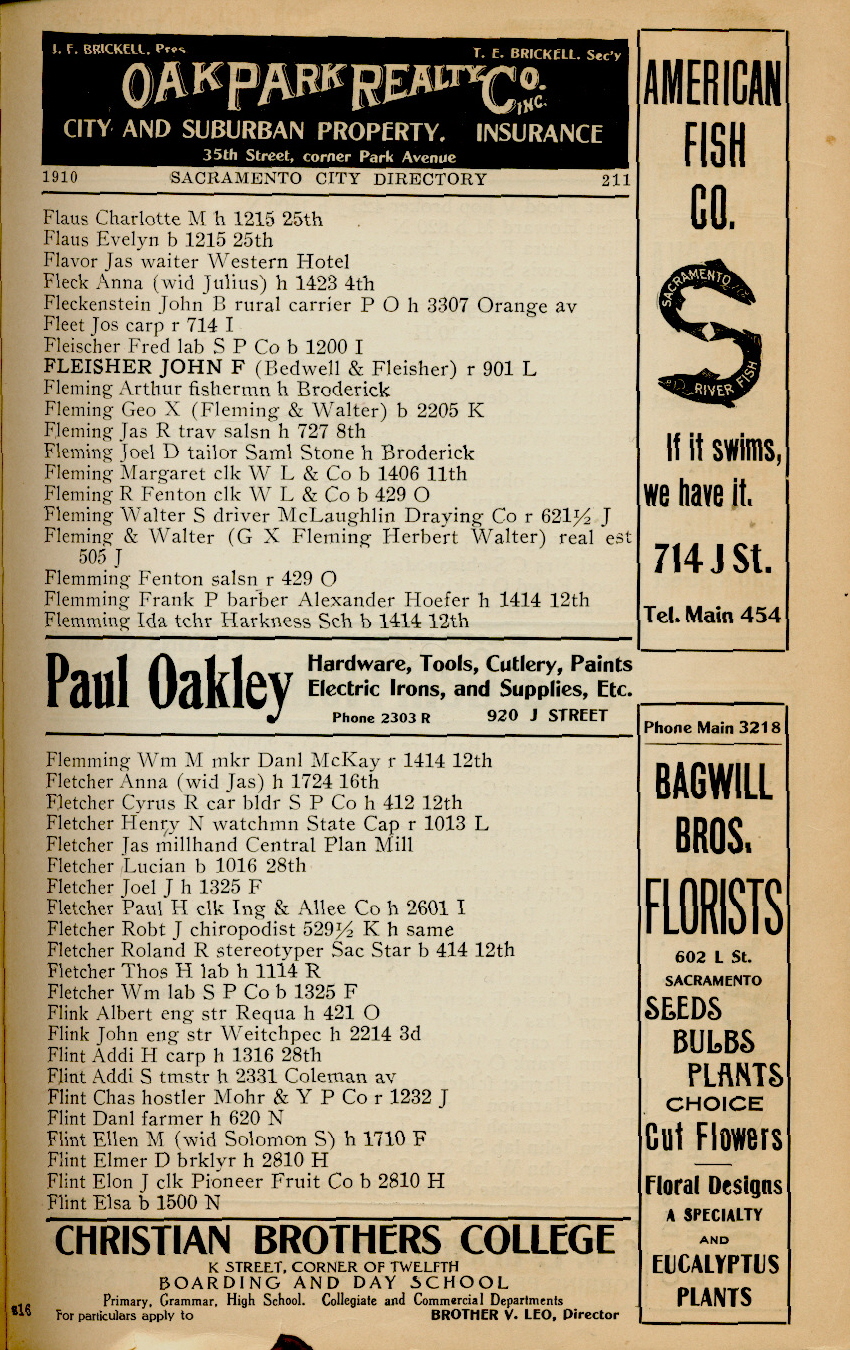 J. F. BRICKELL, Pres.
T. E. BRICKELL, Sec'y
OAK PARK REALTY CO. INC.
CITY AND SUBURBAN PROPERTY. INSURANCE
35th Street, corner Park Avenue
1910 SACRAMENTO CITY DIRECTORY 211
Flaus Charlotte M h 1215 25th
Flaus Evelyn b 1215 25th
Flavor Jas waiter Western Hotel
Fleck Anna (wid Julius) h 1423 4th
Fleckenstein John B rural carrier P O h 3307 Orange av
Fleet Jos carp r 714 I
Fleischer Fred lab S P Co b 1200 I
FLEISHER JOHN F (Bedwell & Fleisher) r 901 L
Fleming Arthur fishermn h Broderick
Fleming Geo X (Fleming & Walter) b 2205 K
Fleming Jas R trav salsn h 727 8th
Fleming Joel D tailor Saml Stone h Broderick
Fleming Margaret clk W L & Co b 1406 11th
Fleming R Fenton clk W L & Co b 429 O
Fleming Walter S driver McLaughlin Draying Co r 621½ J
Fleming & Walter (G X Fleming Herbert Walter) real est
505 J
Flemming Fenton salsn r 429 O
Flemming Frank P barber Alexander Hoefer h 1414 12th
Flemming Ida tchr Harkness Sch b 1414 12th
Paul Oakley
Hardware, Tools, Cutlery, Paints
Electric Irons, and Supplies, Etc.
Phone 2303 R 920 J STREET
Flemming Wm M mkr Danl McKay r 1414 12th
Fletcher Anna (wid Jas) h 1724 16th
Fletcher Cyrus R car bldr S P Co h 412 12th
Fletcher Henry N watchmn State Cap r 1013 L
Fletcher Jas millhand Central Plan Mill
Fletcher Lucian b 1016 28th
Fletcher Joel J h 1325 F
Fletcher Paul H clk Ing & Allee Co h 2601 I
Fletcher Robt J chiropodist 529½ K h same
Fletcher Roland R stereotyper Sac Star b 414 12th
Fletcher Thos H lab h 1114 R
Fletcher Wm lab S P Co b 1325 F
Flink Albert eng str Requa h 421 O
Flink John eng str Weitchpec h 2214 3d
Flint Addi H carp h 1316 28th
Flint Addi S tmstr h 2331 Coleman av
Flint Chas hostler Mohr & Y P Co r 1232 J
Flint Danl farmer h 620 N
Flint Ellen M (wid Solomon S) h 1710 F
Flint Elmer D brklyr h 2810 H
Flint Elon J clk Pioneer Fruit Co b 2810 H
Flint Elsa b 1500 N
CHRISTIAN BROTHERS COLLEGE
K STREET, CORNER OF TWELFTH
BOARDING AND DAY SCHOOL
Primary, Grammar, High School. Collegiate and Commercial Departments
For particulars apply to BROTHER V. LEO, Director
s16
AMERICAN
FISH
CO.
SACRAMENTO
RIVER FISH
If it swims,
we have it.
714 J St.
Tel. Main 454
Phone Main 3218
BAGWILL
BROS.
FLORISTS
602 L St.
SACRAMENTO
SEEDS
BULBS
PLANTS
CHOICE
Cut Flowers
Floral Designs
A SPECIALTY
AND
EUCALYPTUS
PLANTS